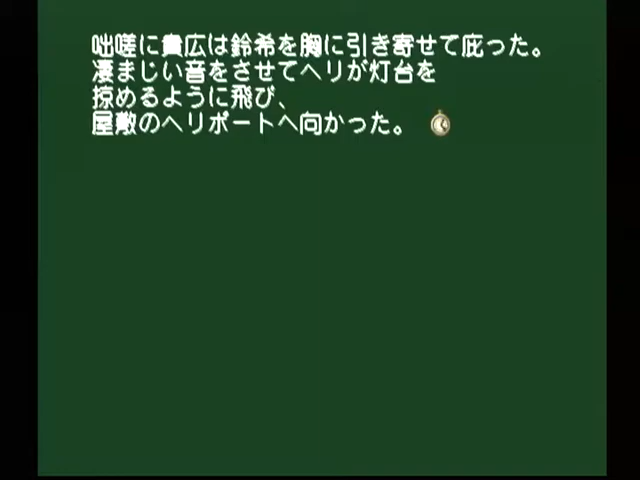 咄嗟に貴広は鈴希を胸に引き寄せて庇った。
凄まじい音をさせてヘリが灯台を
掠めるように飛び、
屋敷のヘリポートへ向かった。